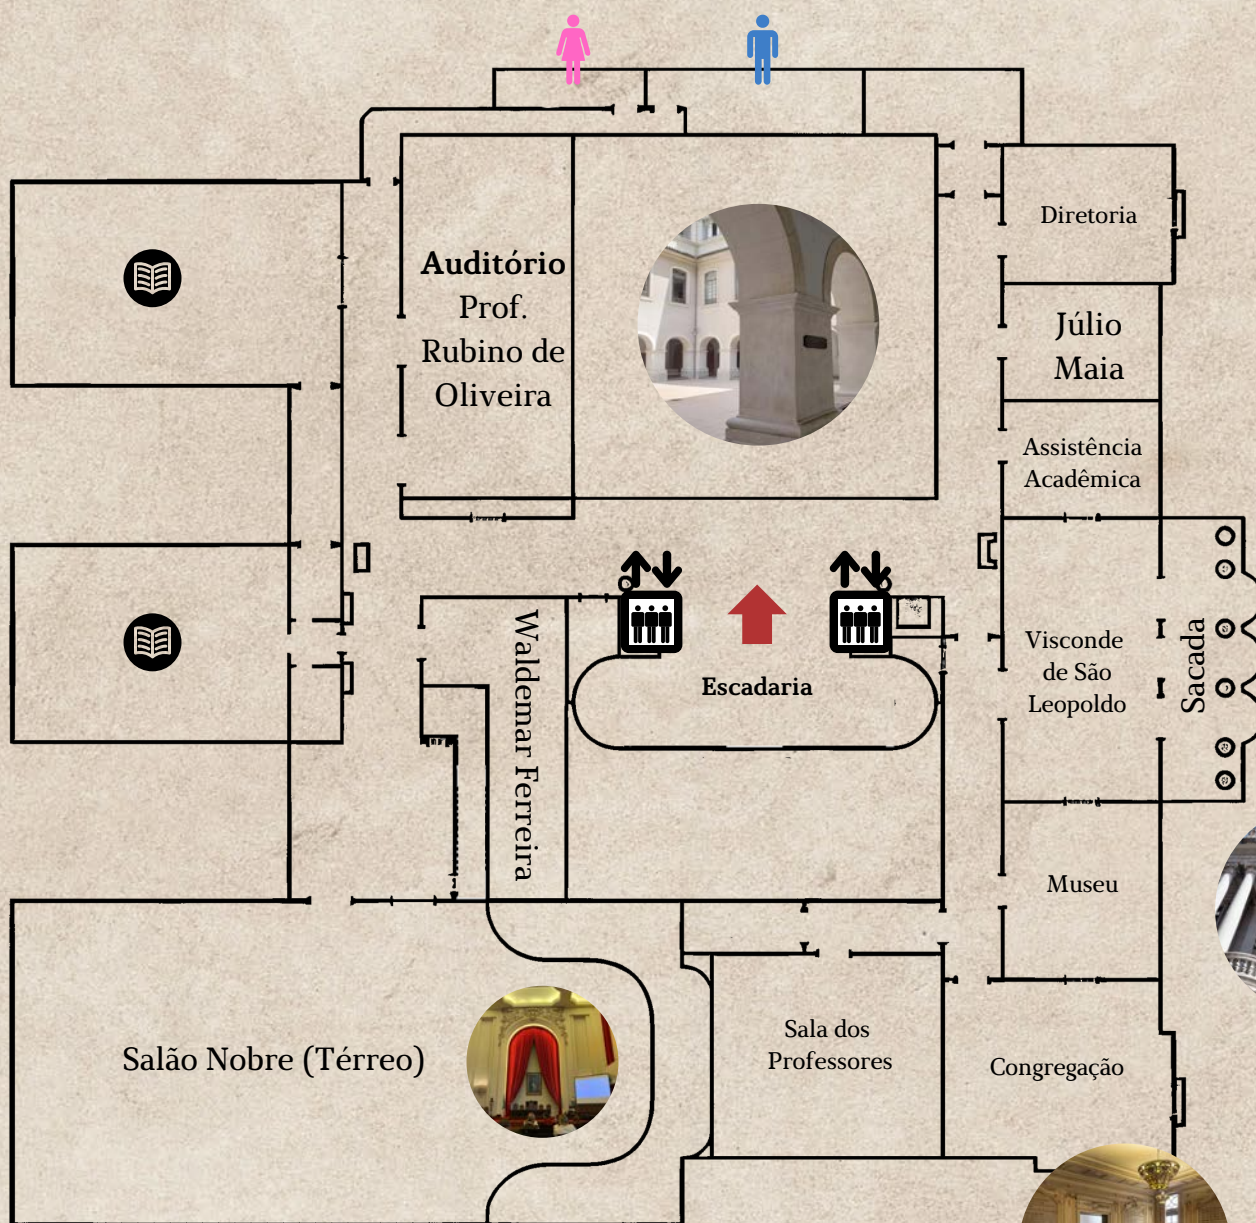 Diretoria
Auditório
Prof.
Rubino de
Oliveira
Júlio
Maia
Assistência
Acadêmica
Waldemar Ferreira
Escadaria
Visconde
de São
Leopoldo
Sacada
Museu
Salão Nobre (Térreo)
Sala dos
Professores
Congregação